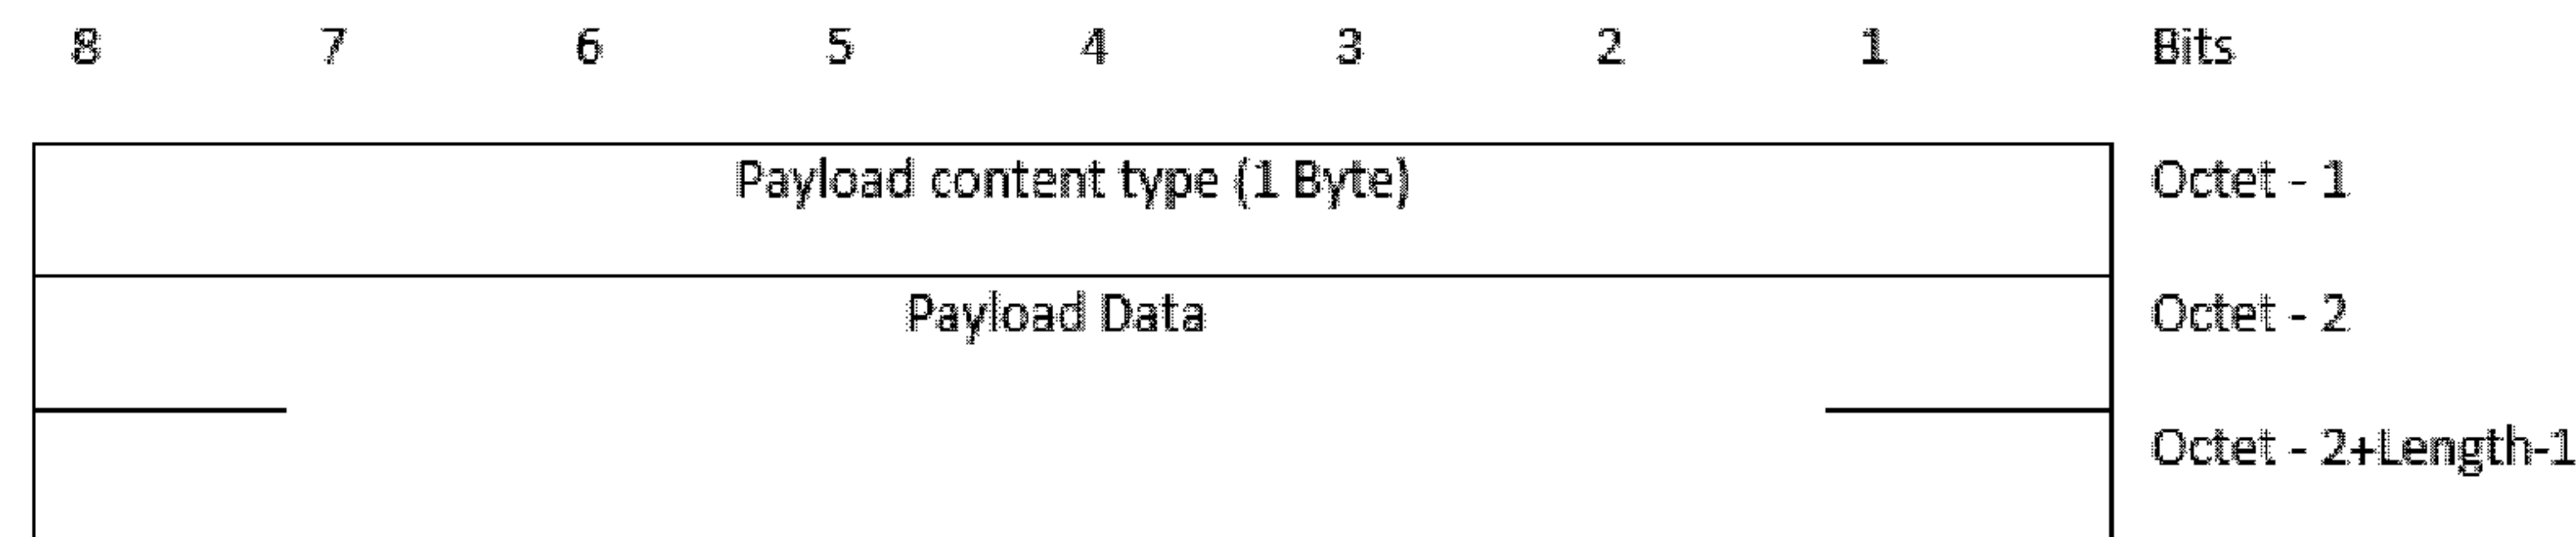 8 7 6 5 4 3 2 1 Bits
Payload content type (1 Byte) Octet - 1
Payload Data Octet - 2
Octet - 2+Length-1